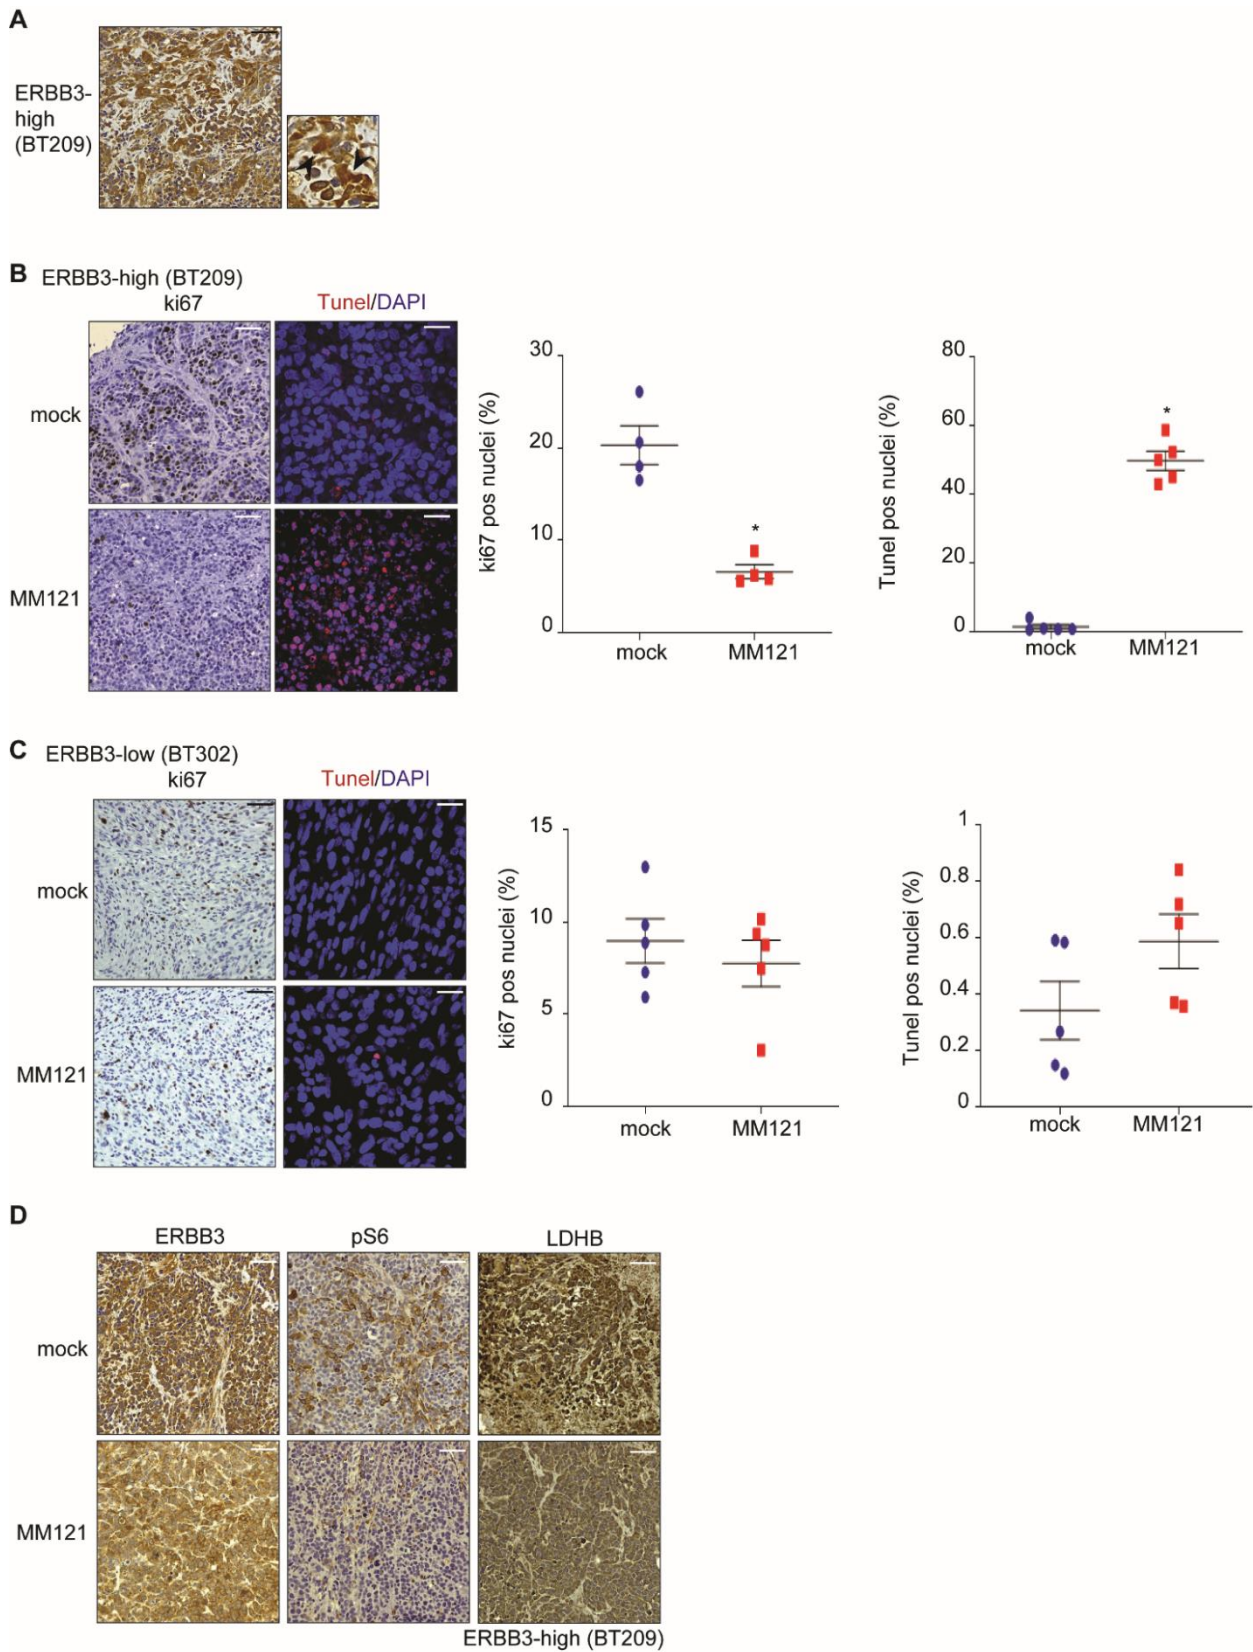 A
ERBB3-
high
(BT209)
B ERBB3-high (BT209)
ki67 Tunel/DAPI
mock
MM121
ki67 pos nuclei (%)
30
20
10
0
mock MM121
*
Tunel pos nuclei (%)
80
60
40
20
0
mock MM121
*
C ERBB3-low (BT302)
ki67 Tunel/DAPI
mock
MM121
ki67 pos nuclei (%)
15
10
5
0
mock MM121
Tunel pos nuclei (%)
1
0.8
0.6
0.4
0.2
0
mock MM121
D
ERBB3 pS6 LDHB
mock
MM121
ERBB3-high (BT209)